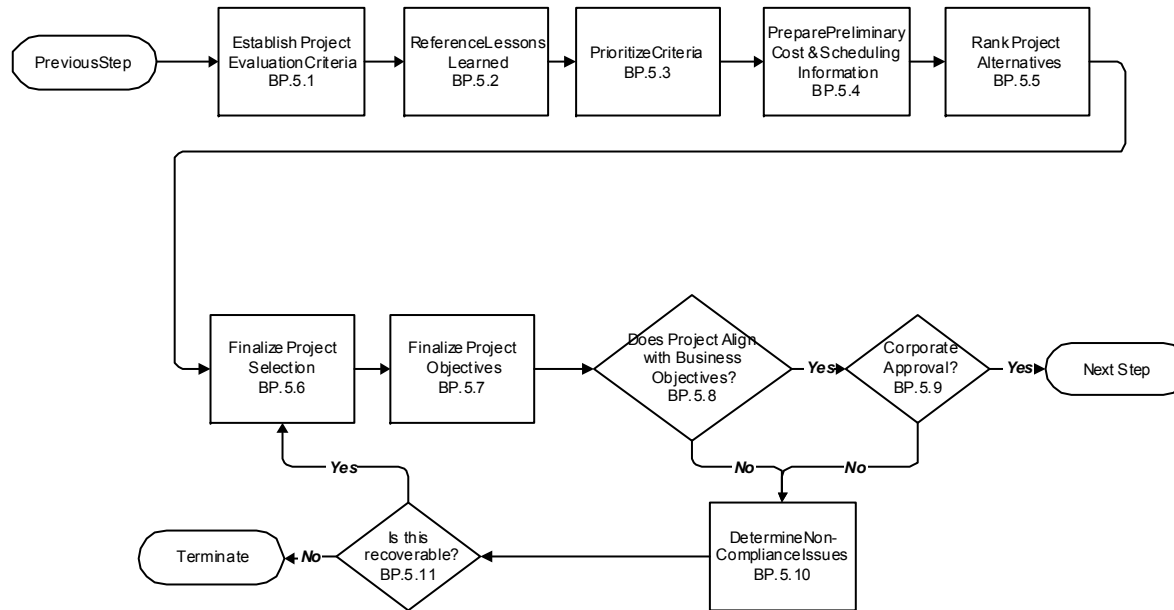 PreviousStep
Establish Project
EvaluationCriteria
BP.5.1
ReferenceLessons
Learned
BP.5.2
PrioritizeCriteria
BP.5.3
PreparePreliminary
Cost & Scheduling
Information
BP.5.4
RankProject
Alternatives
BP.5.5
Finalize Project
Selection
BP.5.6
Finalize Project
Objectives
BP.5.7
Does Project Align
with Business
Objectives?
BP.5.8
Yes
Corporate
Approval?
BP.5.9
Yes
Next Step
No
No
Yes
DetermineNon-
ComplianceIssues
BP.5.10
Is this
recoverable?
BP.5.11
No
Terminate